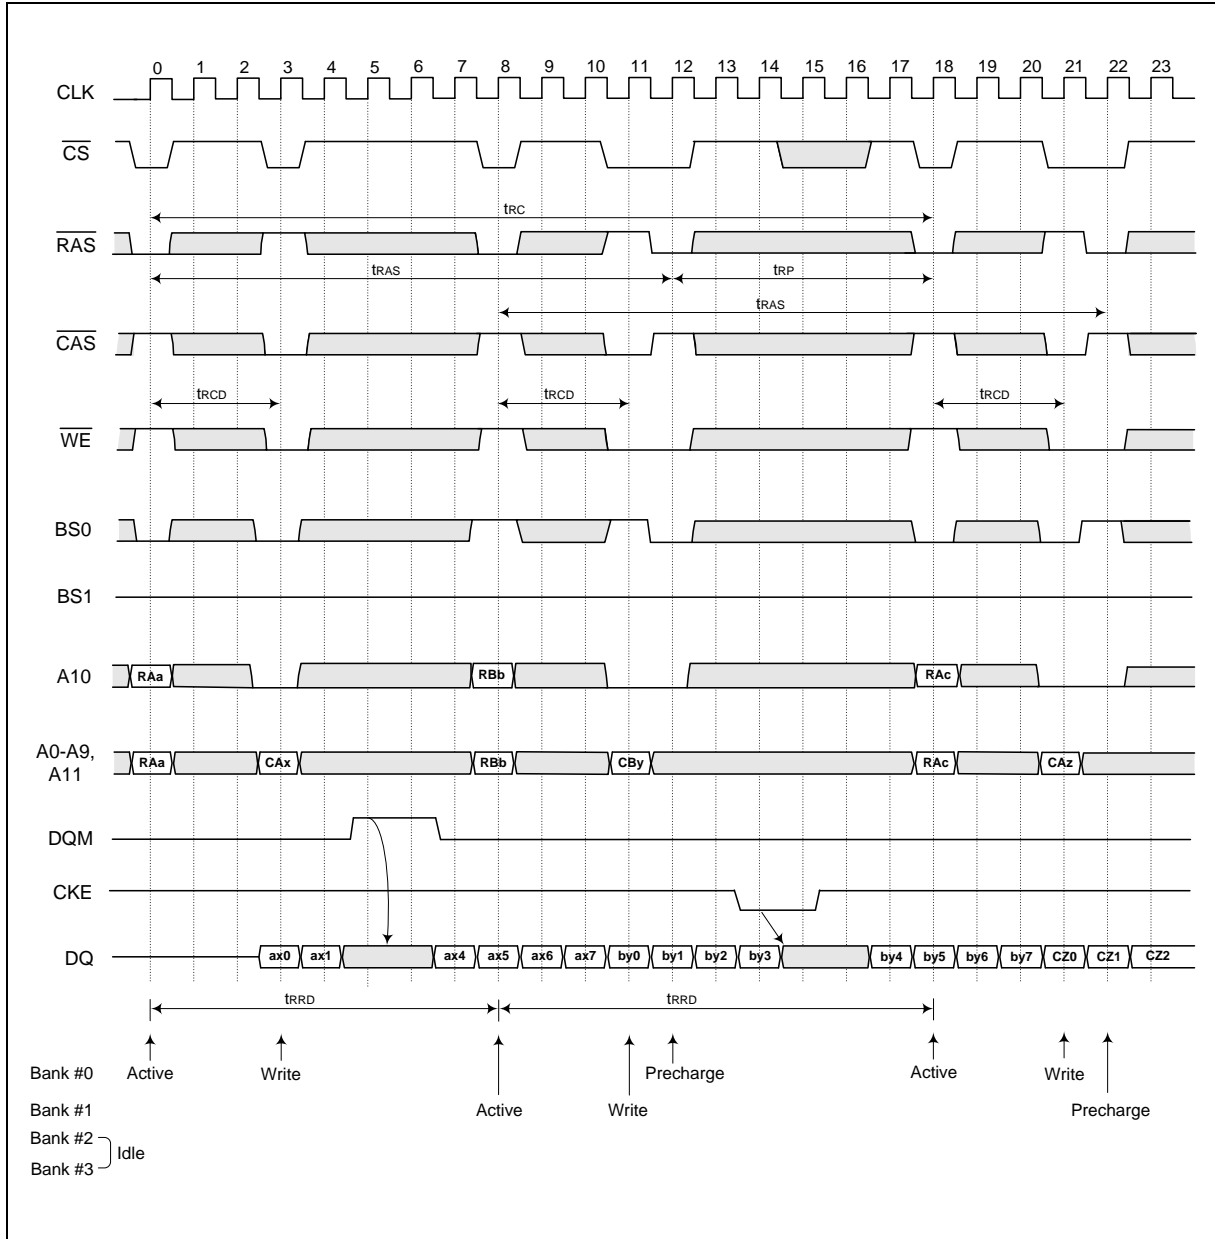 0 1 2 3 4 5 6 7 8 9 10 11 12 13 14 15 16 17 18 19 20 21 22 23
CLK
CS
tRC
RAS
tRAS tRP
tRAS
CAS
tRCD tRCD tRCD
WE
BS0
BS1
A10 RAa RBb RAc
A0-A9,
A11
RAa CAx RBb CBy RAc CAz
DQM
CKE
DQ ax0 ax1 ax4 ax5 ax6 ax7 by0 by1 by2 by3 by4 by5 by6 by7 CZ0 CZ1 CZ2
tRRD tRRD
Bank #0 Active Write Precharge Active Write
Bank #1 Active Write Precharge
Bank #2
Idle
Bank #3